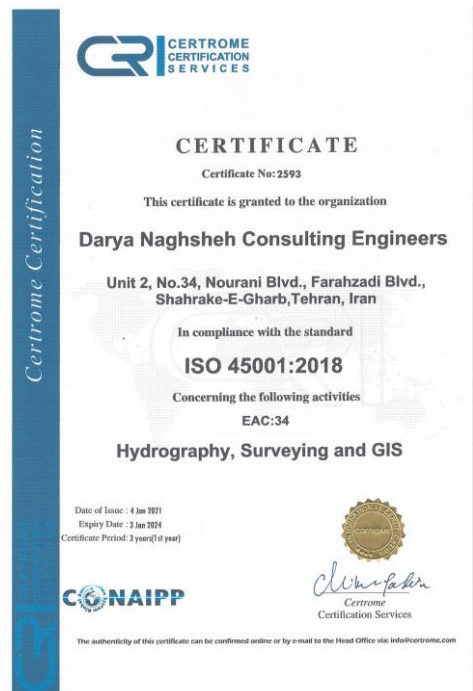 Certrome Certification
CRI
CERTROME
CERTIFICATION
SERVICES
CERTIFICATE
Certificate No:2593
This certificate is granted to the organization
Darya Naghsheh Consulting Engineers
Unit 2, No.34, Nourani Blvd., Farahzadi Blvd.,
Shahrake-E-Gharb,Tehran, Iran
In compliance with the standard
ISO 45001:2018
Concerning the following activities
EAC:34
Hydrography, Surveying and GIS
Date of Issue : 4 Jan 2021
Expiry Date : 3 Jan 2024
Certificate Period: 3 years(1st year)
CONAIPP
Certrome
Certification Services
The authenticity of this certificate can be confirmed online or by e-mail to the Head Office via: info@certrome.com